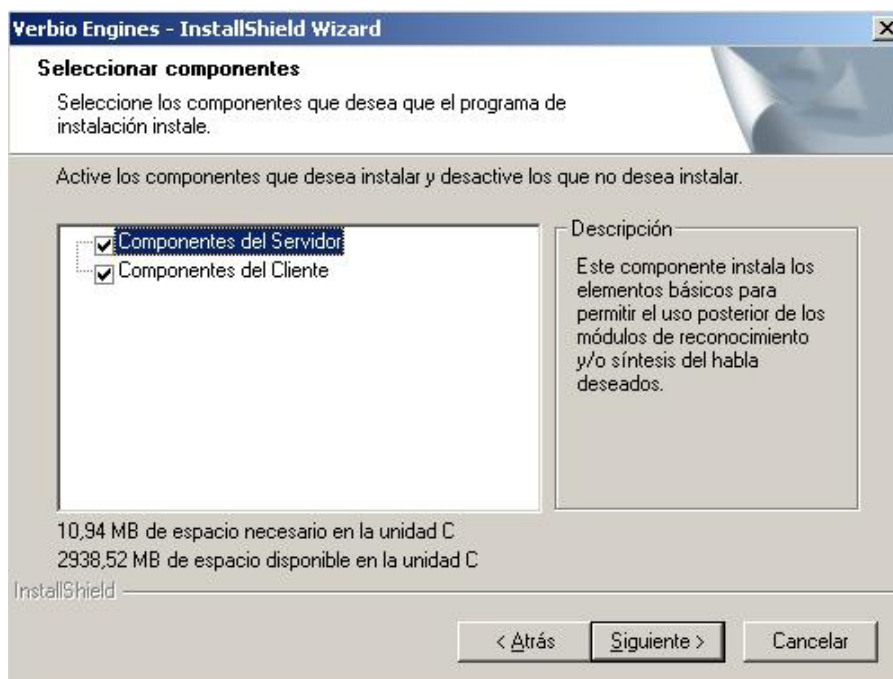 Verbio Engines - InstallShield Wizard
Seleccionar componentes
Seleccione los componentes que desea que el programa de
instalación instale.
Active los componentes que desea instalar y desactive los que no desea instalar.
Componentes del Servidor
Componentes del Cliente
Descripción
Este componente instala los
elementos básicos para
permitir el uso posterior de los
módulos de reconocimiento
y/o síntesis del habla
deseados.
10,94 MB de espacio necesario en la unidad C
2938,52 MB de espacio disponible en la unidad C
InstallShield
< Atrás
Siguiente >
Cancelar